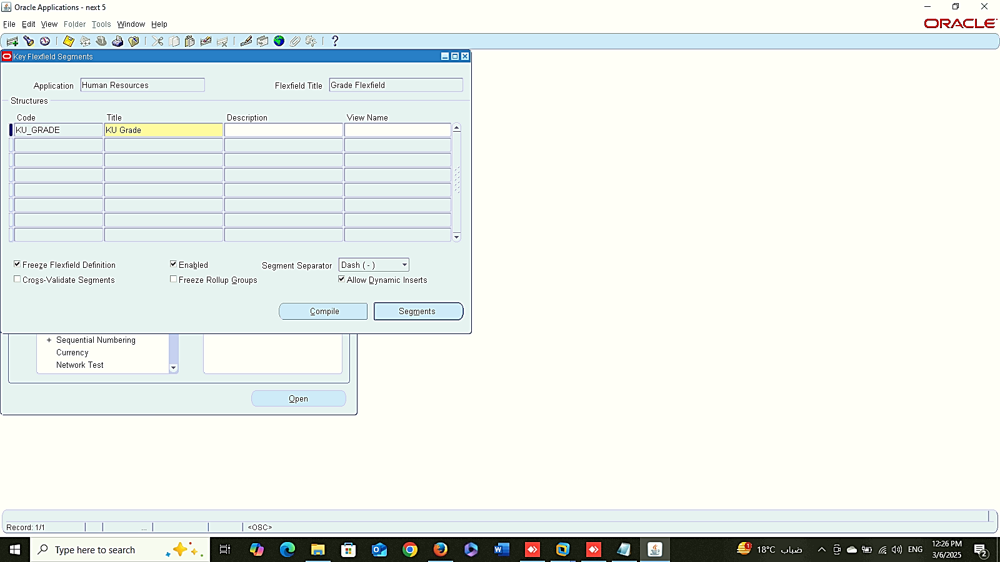 Oracle Applications - next 5
File Edit View Folder Tools Window Help
ORACLE
Key Flexfield Segments
Application Human Resources Flexfield Title Grade Flexfield
Structures
Code Title Description View Name
KU_GRADE KU Grade
Freeze Flexfield Definition Enabled Segment Separator Dash ( - )
Cross-Validate Segments Freeze Rollup Groups Allow Dynamic Inserts
Compile Segments
+ Sequential Numbering
Currency
Network Test
Open
Record: 1/1 ... <OSC>
Type here to search 1 18°C ضباب ENG 12:26 PM
3/6/2025 2